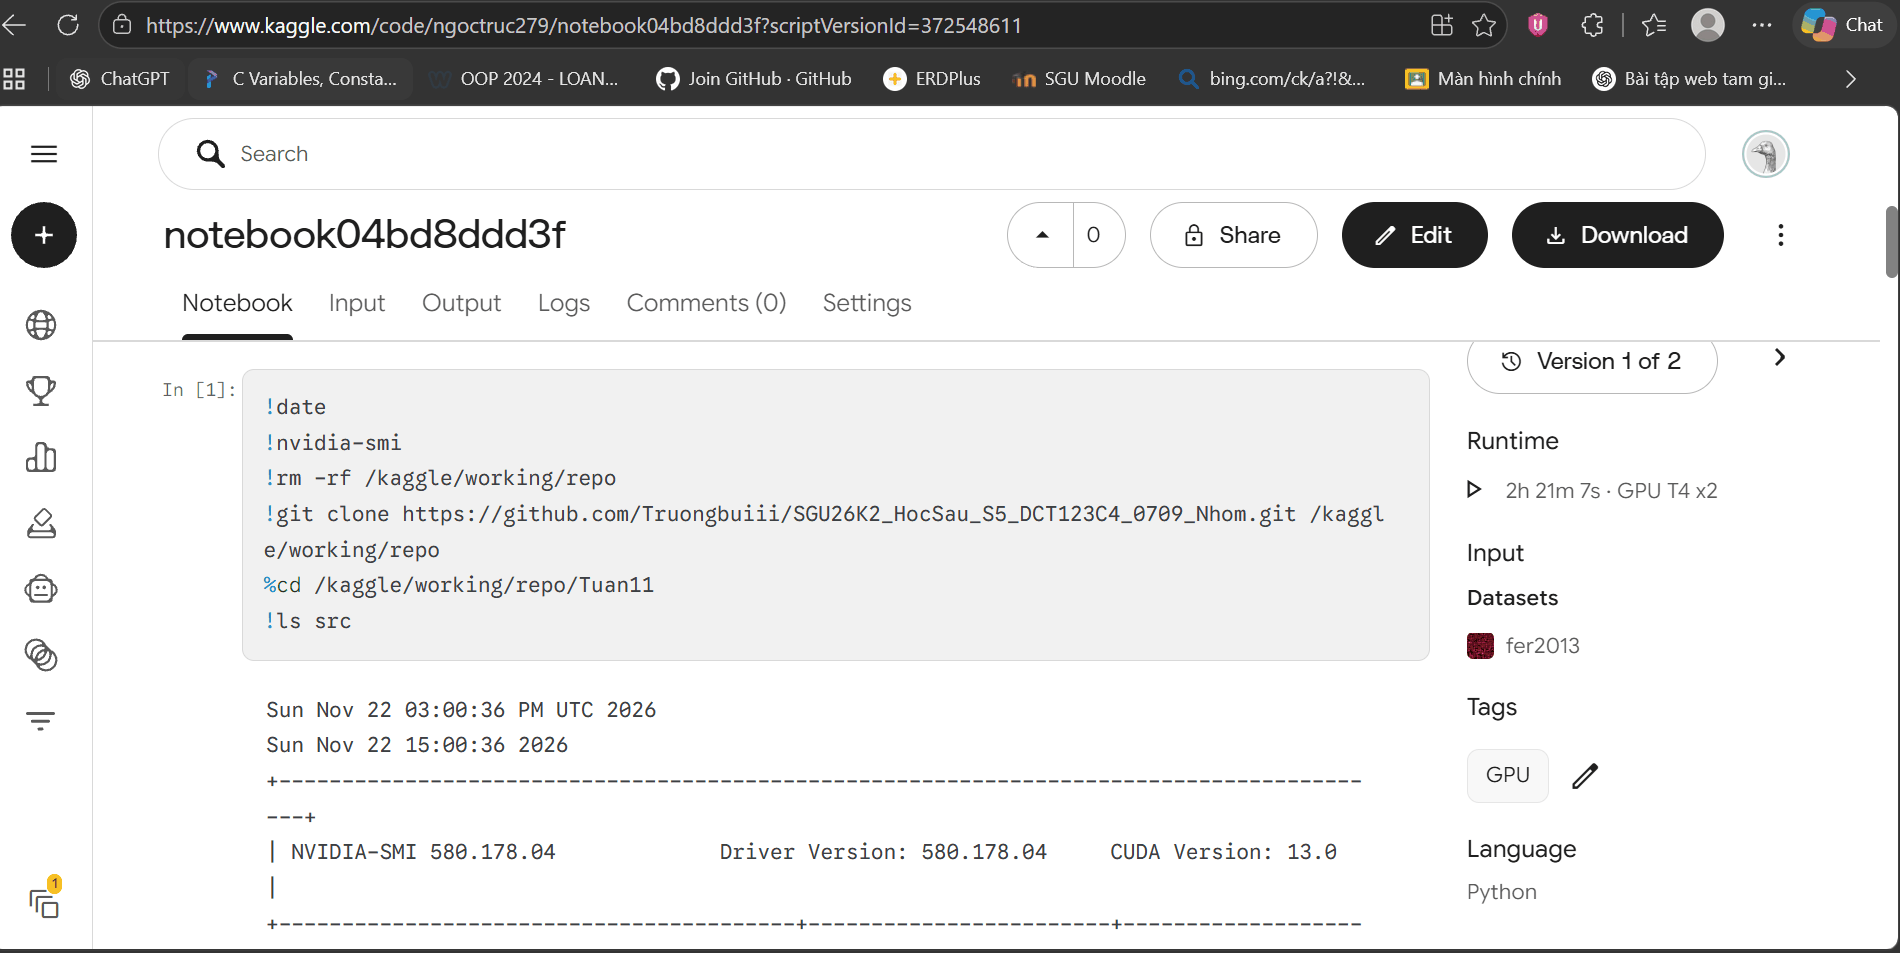 https://www.kaggle.com/code/ngoctruc279/notebook04bd8ddd3f?scriptVersionId=372548611
Chat
ChatGPT
C Variables, Consta...
OOP 2024 - LOAN...
Join GitHub · GitHub
ERDPlus
SGU Moodle
bing.com/ck/a?!&...
Màn hình chính
Bài tập web tam gi...
Search
notebook04bd8ddd3f
0
Share
Edit
Download
Notebook
Input
Output
Logs
Comments (0)
Settings
Version 1 of 2
In [1]:
!date
!nvidia-smi
!rm -rf /kaggle/working/repo
!git clone https://github.com/Truongbuiii/SGU26K2_HocSau_S5_DCT123C4_0709_Nhom.git /kaggl
e/working/repo
%cd /kaggle/working/repo/Tuan11
!ls src
Sun Nov 22 03:00:36 PM UTC 2026
Sun Nov 22 15:00:36 2026
+-------------------------------------------------------------------------------------
---+
| NVIDIA-SMI 580.178.04             Driver Version: 580.178.04     CUDA Version: 13.0
|
+-----------------------------------------+------------------------+-------------------
Runtime
2h 21m 7s · GPU T4 x2
Input
Datasets
fer2013
Tags
GPU
Language
Python
1